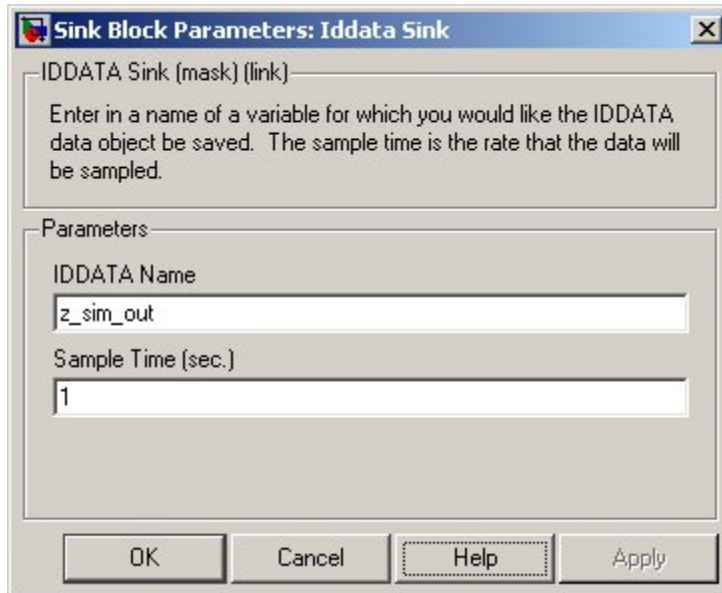 Sink Block Parameters: Iddata Sink
IDDATA Sink (mask) (link)
Enter in a name of a variable for which you would like the IDDATA
data object be saved. The sample time is the rate that the data will
be sampled.
Parameters
IDDATA Name
z_sim_out
Sample Time (sec.)
1
OK Cancel Help Apply